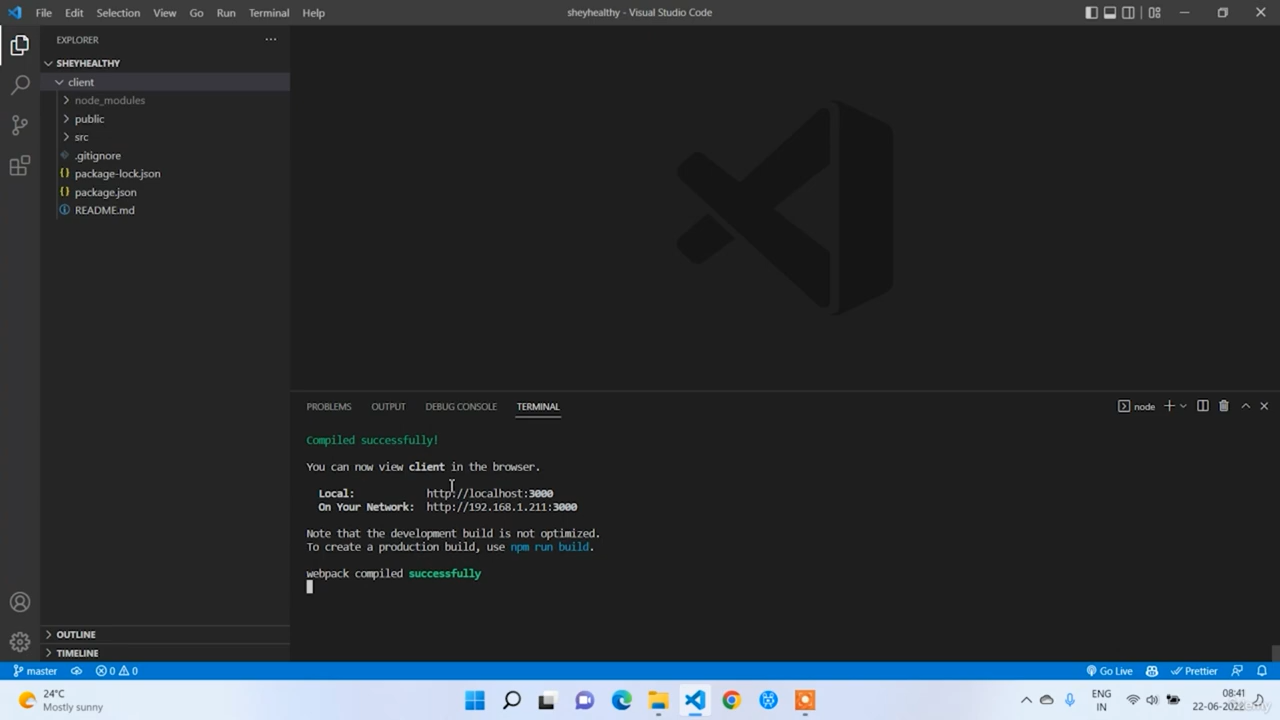 File Edit Selection View Go Run Terminal Help
sheyhealthy - Visual Studio Code
EXPLORER
SHEYHEALTHY
client
node_modules
public
src
.gitignore
{} package-lock.json
{} package.json
README.md
OUTLINE
TIMELINE
PROBLEMS OUTPUT DEBUG CONSOLE TERMINAL
node
Compiled successfully!
You can now view client in the browser.
Local: http://localhost:3000
On Your Network: http://192.168.1.211:3000
Note that the development build is not optimized.
To create a production build, use npm run build.
webpack compiled successfully
master 0 0
Go Live Prettier
24°C
Mostly sunny
ENG
IN
08:41
22-06-2022